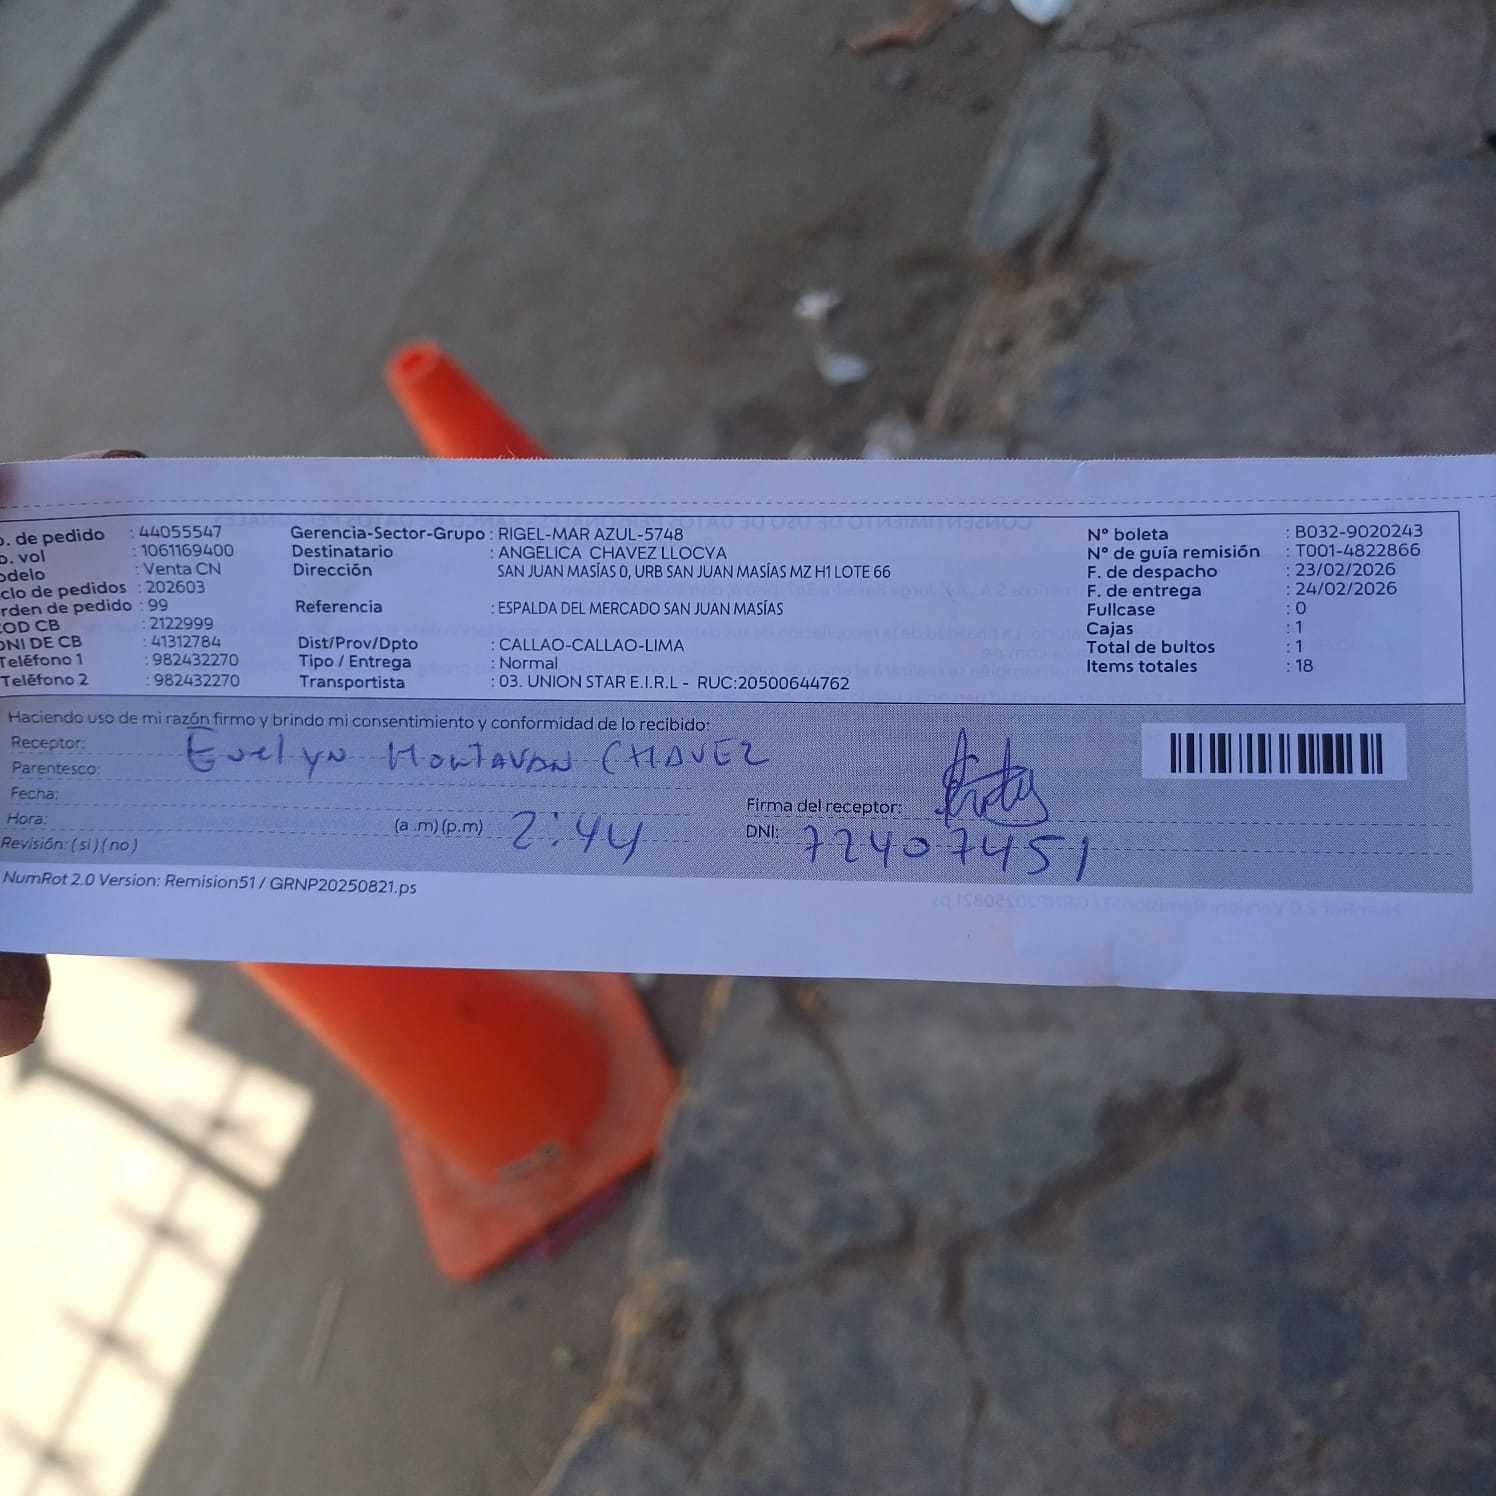 o. de pedido : 44055547
o. vol : 1061169400
odelo : Venta CN
clo de pedidos : 202603
rden de pedido : 99
COD CB : 2122999
DNI DE CB : 41312784
Teléfono 1 : 982432270
Teléfono 2 : 982432270
Gerencia-Sector-Grupo : RIGEL-MAR AZUL-5748
Destinatario : ANGELICA CHAVEZ LLOCYA
Dirección SAN JUAN MASÍAS 0, URB SAN JUAN MASÍAS MZ H1 LOTE 66
Referencia : ESPALDA DEL MERCADO SAN JUAN MASÍAS
Dist/Prov/Dpto : CALLAO-CALLAO-LIMA
Tipo / Entrega : Normal
Transportista : 03. UNION STAR E.I.R.L - RUC:20500644762
N° boleta : B032-9020243
N° de guía remisión : T001-4822866
F. de despacho : 23/02/2026
F. de entrega : 24/02/2026
Fullcase : 0
Cajas : 1
Total de bultos : 1
Items totales : 18
Haciendo uso de mi razón firmo y brindo mi consentimiento y conformidad de lo recibido:
Receptor: Evelyn Montavan CHAVEZ
Parentesco:
Fecha:
Hora: (a .m) (p.m) 2:44
Revisión: ( si ) ( no )
Firma del receptor:
DNI: 72407451
NumRot 2.0 Version: Remision51 / GRNP20250821.ps